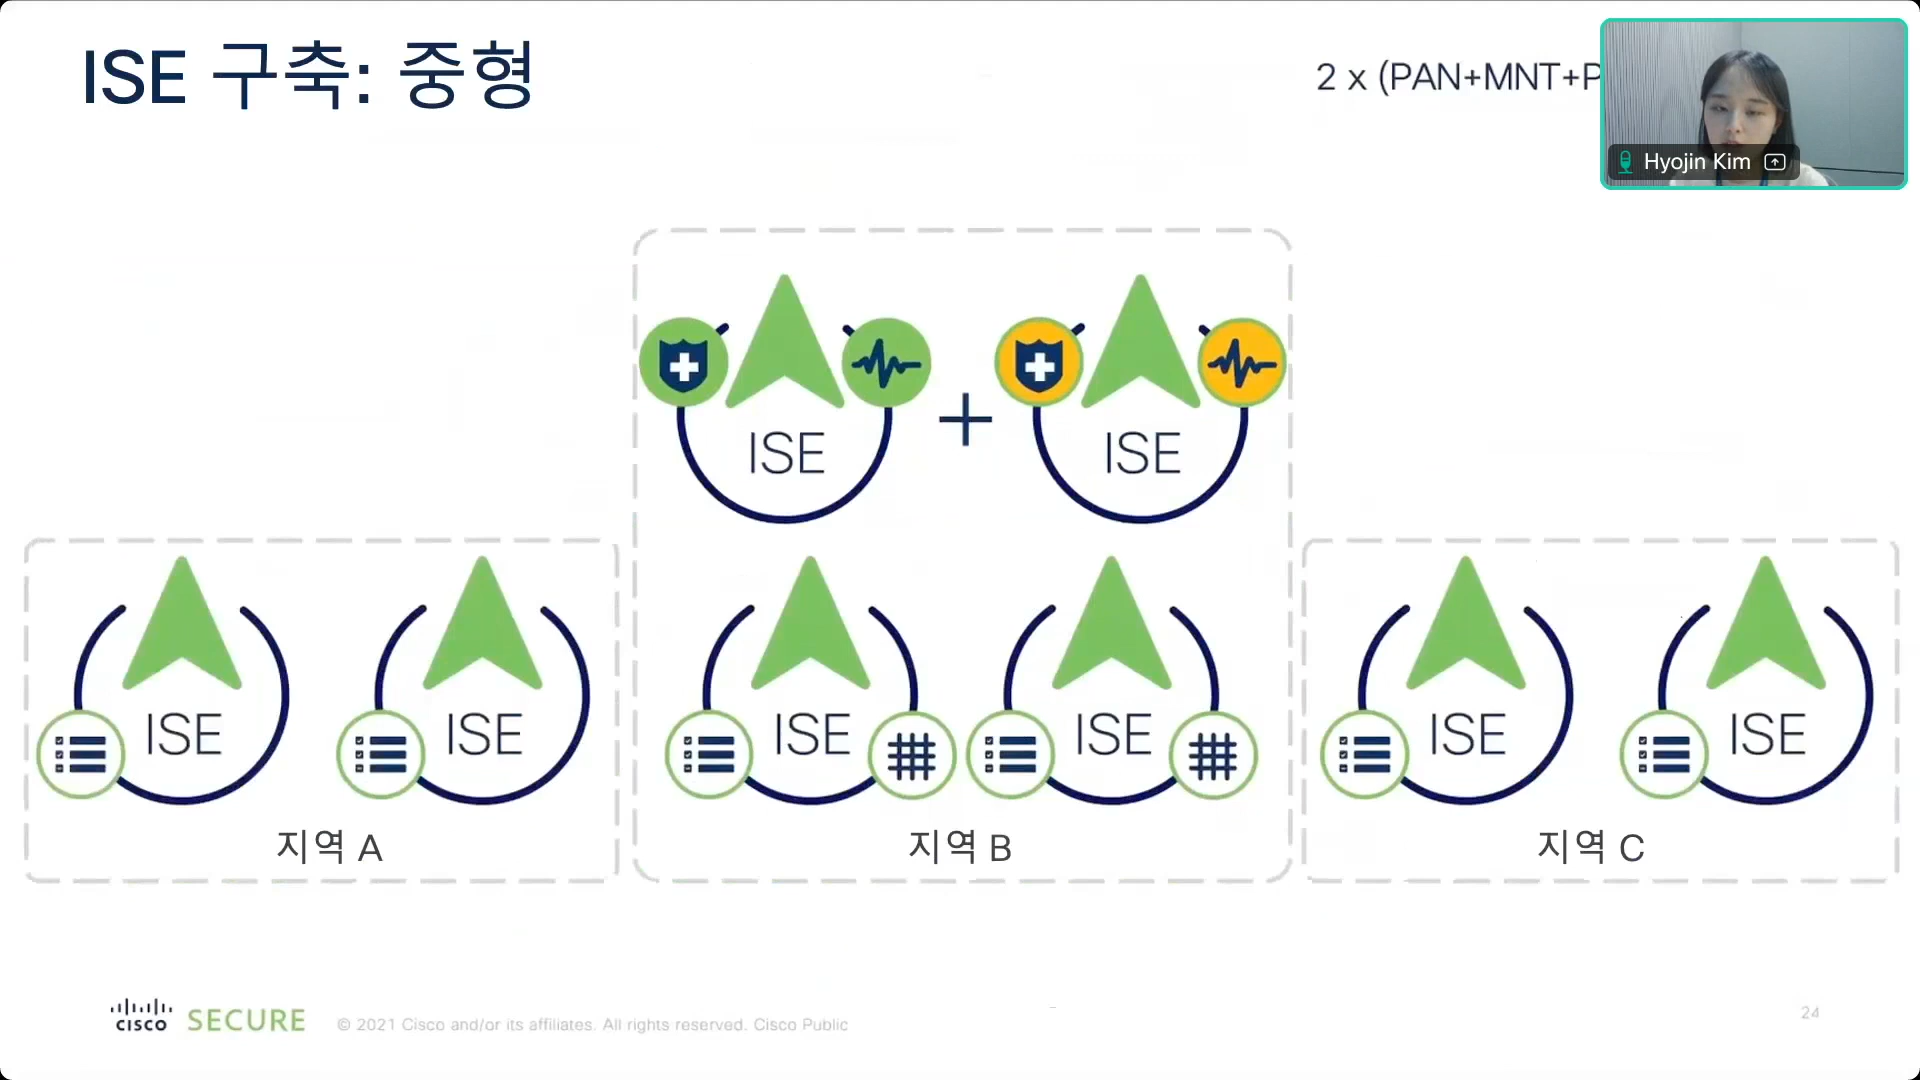 ISE 구축: 중형
2 x (PAN+MNT+P
Hyojin Kim
ISE
ISE
ISE
ISE
ISE
ISE
ISE
ISE
지역 A
지역 B
지역 C
cisco SECURE
© 2021 Cisco and/or its affiliates. All rights reserved. Cisco Public
24